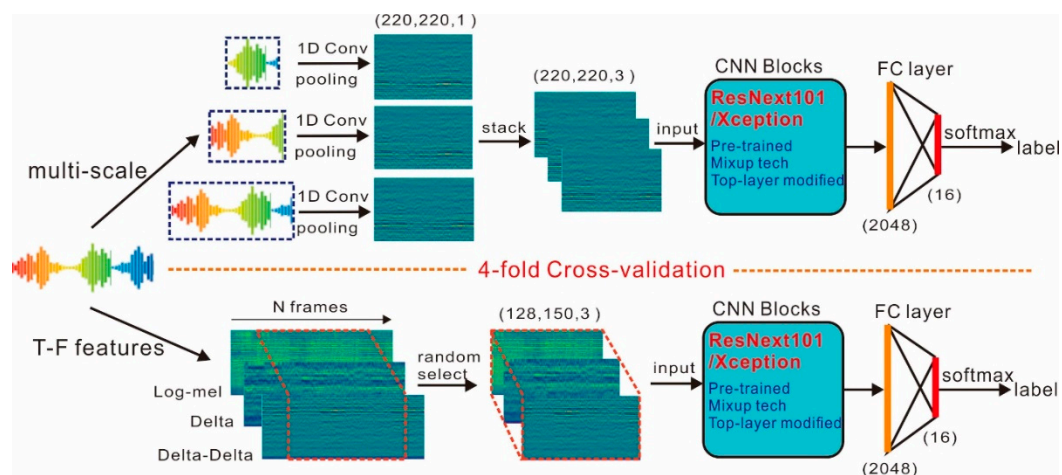 (220,220,1 )
1D Conv
pooling
(220,220,3 )
1D Conv
pooling
stack
1D Conv
pooling
multi-scale
input
CNN Blocks
ResNext101
/Xception
Pre-trained
Mixup tech
Top-layer modified
FC layer
softmax
label
(16)
(2048)
4-fold Cross-validation
T-F features
N frames
Log-mel
Delta
Delta-Delta
random
select
(128,150,3 )
input
CNN Blocks
ResNext101
/Xception
Pre-trained
Mixup tech
Top-layer modified
FC layer
softmax
label
(16)
(2048)